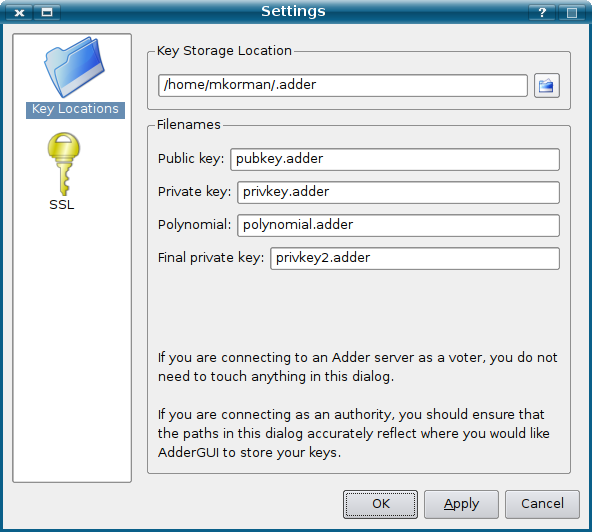 Settings
?
Key Locations
SSL
Key Storage Location
/home/mkorman/.adder
Filenames
Public key: pubkey.adder
Private key: privkey.adder
Polynomial: polynomial.adder
Final private key: privkey2.adder
If you are connecting to an Adder server as a voter, you do not
need to touch anything in this dialog.
If you are connecting as an authority, you should ensure that
the paths in this dialog accurately reflect where you would like
AdderGUI to store your keys.
OK Apply Cancel